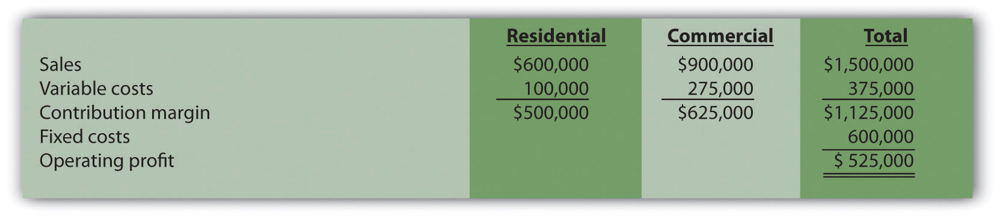 Residential Commercial Total
Sales $600,000 $900,000 $1,500,000
Variable costs 100,000 275,000 375,000
Contribution margin $500,000 $625,000 $1,125,000
Fixed costs 600,000
Operating profit $ 525,000